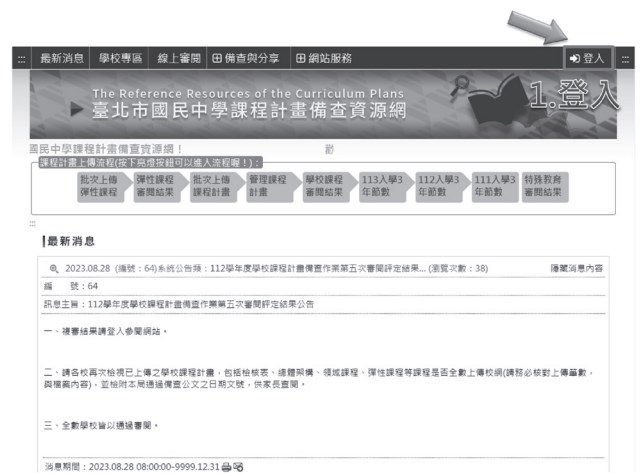 ::: 最新消息 學校專區 線上審閱 備查與分享 網站服務 登入 :::
The Reference Resources of the Curriculum Plans
臺北市國民中學課程計畫備查資源網
1.登入
國民中學課程計畫備查資源網! 歡
課程計畫上傳流程(按下亮燈按鈕可以進入流程喔!):
批次上傳彈性課程 彈性課程審閱結果 批次上傳課程計畫 管理課程計畫 學校課程審閱結果 113入學3年節數 112入學3年節數 111入學3年節數 特殊教育審閱結果
:::
最新消息
2023.08.28 (編號:64)系統公告類:112學年度學校課程計畫備查作業第五次審閱評定結果... (瀏覽次數:38) 隱藏消息內容
編 號:64
訊息主旨:112學年度學校課程計畫備查作業第五次審閱評定結果公告
一、複審結果請登入參閱網站。
二、請各校再次檢視已上傳之學校課程計畫,包括檢核表、總體架構、領域課程、彈性課程等課程是否全數上傳校網(請務必核對上傳筆數,
與檔案內容),並檢附本局通過備查公文之日期文號,供家長查閱。
三、全數學校皆以通過審閱。
消息期間:2023.08.28 08:00:00-9999.12.31